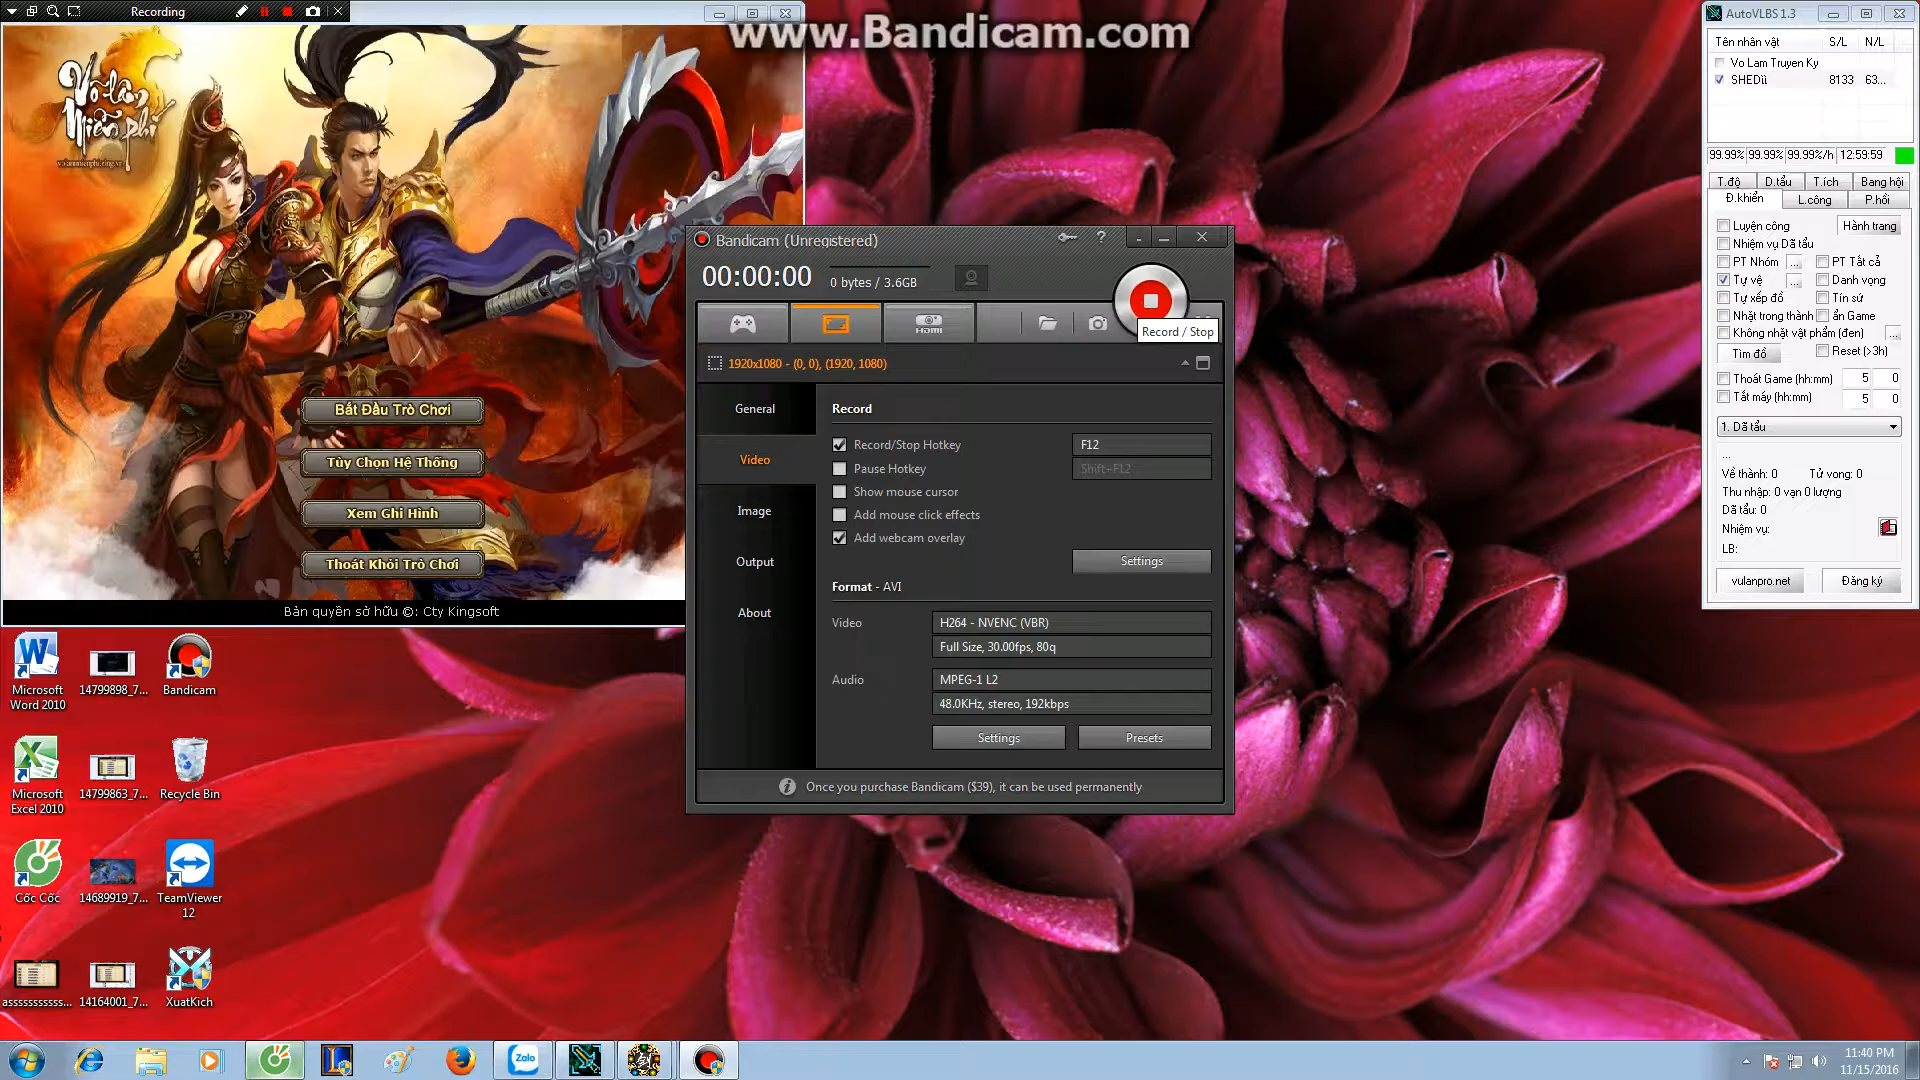 Recording
www.Bandicam.com
Võ lâm
Miễn phí
volammienphi.zing.vn
Bắt Đầu Trò Chơi
Tùy Chọn Hệ Thống
Xem Ghi Hình
Thoát Khỏi Trò Chơi
Bản quyền sở hữu ©: Cty Kingsoft
Bandicam (Unregistered)
00:00:00
0 bytes / 3.6GB
HDMI
Record / Stop
1920x1080 - (0, 0), (1920, 1080)
General
Video
Image
Output
About
Record
Record/Stop Hotkey
F12
Pause Hotkey
Shift+F12
Show mouse cursor
Add mouse click effects
Add webcam overlay
Settings
Format - AVI
Video
H264 - NVENC (VBR)
Full Size, 30.00fps, 80q
Audio
MPEG-1 L2
48.0KHz, stereo, 192kbps
Settings
Presets
Once you purchase Bandicam ($39), it can be used permanently
AutoVLBS 1.3
Tên nhân vật S/L N/L
Vo Lam Truyen Ky
SHEDìì 8133 63...
99.99% 99.99% 99.99%/h 12:59:59
T.độ D.tẩu T.ích Bang hội
Đ.khiển L.công P.hồi
Luyện công Hành trang
Nhiệm vụ Dã tẩu
PT Nhóm ... PT Tất cả
Tự vệ ... Danh vọng
Tự xếp đồ Tín sứ
Nhặt trong thành ẩn Game
Không nhặt vật phẩm (đen) ...
Tìm đồ Reset (>3h)
Thoát Game (hh:mm) 5 0
Tắt máy (hh:mm) 5 0
1. Dã tẩu
...
Về thành: 0 Tử vong: 0
Thu nhập: 0 vạn 0 lượng
Dã tẩu: 0
Nhiệm vụ:
LB:
vulanpro.net Đăng ký
Microsoft Word 2010
14799898_7...
Bandicam
Microsoft Excel 2010
14799863_7...
Recycle Bin
Cốc Cốc
14689919_7...
TeamViewer 12
asssssssssss...
14164001_7...
XuatKich
Zalo
11:40 PM
11/15/2016